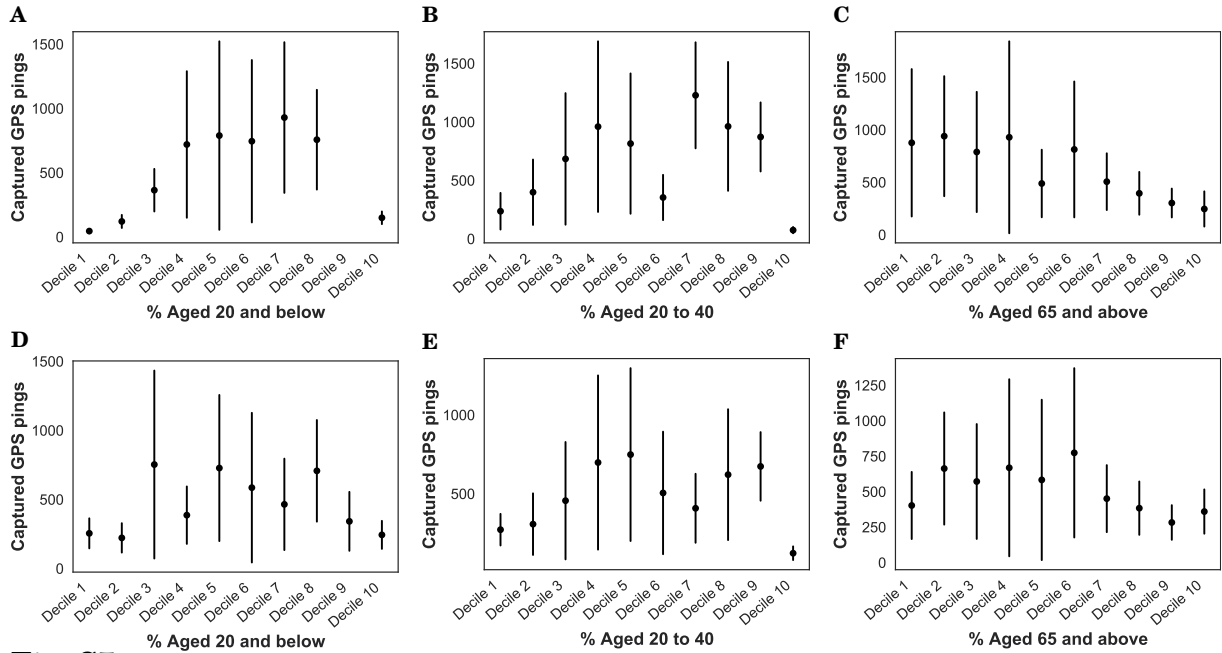 A
B
C
Captured GPS pings
1500
1000
500
0
Decile 1
Decile 2
Decile 3
Decile 4
Decile 5
Decile 6
Decile 7
Decile 8
Decile 9
Decile 10
% Aged 20 and below
Captured GPS pings
1500
1000
500
0
Decile 1
Decile 2
Decile 3
Decile 4
Decile 5
Decile 6
Decile 7
Decile 8
Decile 9
Decile 10
% Aged 20 to 40
Captured GPS pings
1500
1000
500
0
Decile 1
Decile 2
Decile 3
Decile 4
Decile 5
Decile 6
Decile 7
Decile 8
Decile 9
Decile 10
% Aged 65 and above
D
E
F
Captured GPS pings
1500
1000
500
0
Decile 1
Decile 2
Decile 3
Decile 4
Decile 5
Decile 6
Decile 7
Decile 8
Decile 9
Decile 10
% Aged 20 and below
Captured GPS pings
1000
500
Decile 1
Decile 2
Decile 3
Decile 4
Decile 5
Decile 6
Decile 7
Decile 8
Decile 9
Decile 10
% Aged 20 to 40
Captured GPS pings
1250
1000
750
500
250
0
Decile 1
Decile 2
Decile 3
Decile 4
Decile 5
Decile 6
Decile 7
Decile 8
Decile 9
Decile 10
% Aged 65 and above